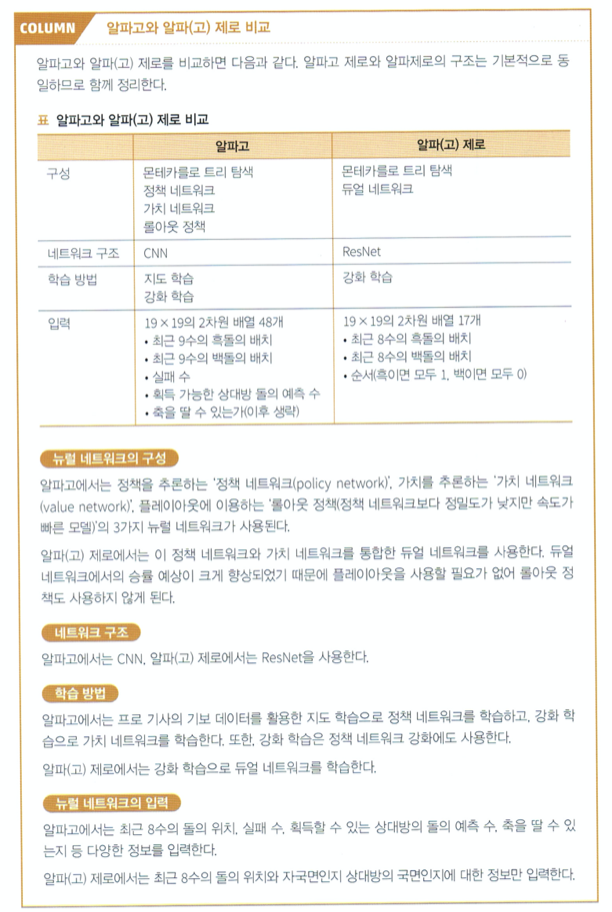 COLUMN 알파고와 알파(고) 제로 비교
알파고와 알파(고) 제로를 비교하면 다음과 같다. 알파고 제로와 알파제로의 구조는 기본적으로 동
일하므로 함께 정리한다.
표 알파고와 알파(고) 제로 비교
알파고 알파(고) 제로
구성 몬테카를로 트리 탐색 몬테카를로 트리 탐색
정책 네트워크 듀얼 네트워크
가치 네트워크
롤아웃 정책
네트워크 구조 CNN ResNet
학습 방법 지도 학습 강화 학습
강화 학습
입력 19×19의 2차원 배열 48개 19×19의 2차원 배열 17개
• 최근 9수의 흑돌의 배치 • 최근 8수의 흑돌의 배치
• 최근 9수의 백돌의 배치 • 최근 8수의 백돌의 배치
• 실패 수 • 순서(흑이면 모두 1, 백이면 모두 0)
• 획득 가능한 상대방 돌의 예측 수
• 축을 딸 수 있는가(이후 생략)
뉴럴 네트워크의 구성
알파고에서는 정책을 추론하는 '정책 네트워크(policy network)', 가치를 추론하는 '가치 네트워크
(value network)', 플레이아웃에 이용하는 '롤아웃 정책(정책 네트워크보다 정밀도가 낮지만 속도가
빠른 모델)'의 3가지 뉴럴 네트워크가 사용된다.
알파(고) 제로에서는 이 정책 네트워크와 가치 네트워크를 통합한 듀얼 네트워크를 사용한다. 듀얼
네트워크에서의 승률 예상이 크게 향상되었기 때문에 플레이아웃을 사용할 필요가 없어 롤아웃 정
책도 사용하지 않게 된다.
네트워크 구조
알파고에서는 CNN, 알파(고) 제로에서는 ResNet을 사용한다.
학습 방법
알파고에서는 프로 기사의 기보 데이터를 활용한 지도 학습으로 정책 네트워크를 학습하고, 강화 학
습으로 가치 네트워크를 학습한다. 또한, 강화 학습은 정책 네트워크 강화에도 사용한다.
알파(고) 제로에서는 강화 학습으로 듀얼 네트워크를 학습한다.
뉴럴 네트워크의 입력
알파고에서는 최근 8수의 돌의 위치, 실패 수, 획득할 수 있는 상대방의 돌의 예측 수, 축을 딸 수 있
는지 등 다양한 정보를 입력한다.
알파(고) 제로에서는 최근 8수의 돌의 위치와 자국면인지 상대방의 국면인지에 대한 정보만 입력한다.